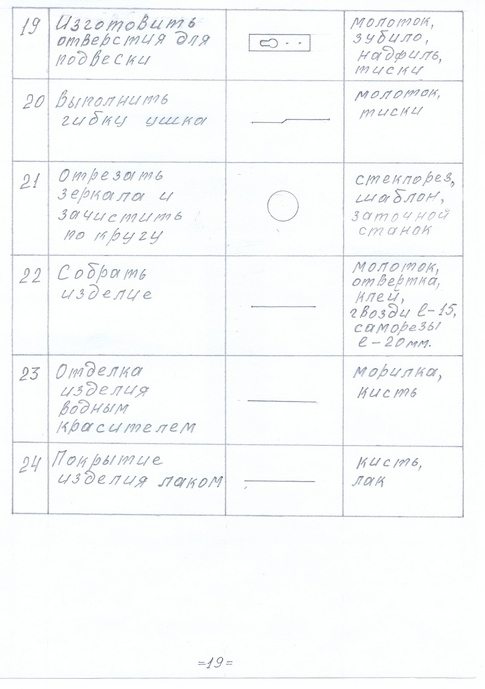 19
Изготовить
отверстия для
подвески
молоток,
зубило,
надфиль,
тиски
20
Выполнить
гибку ушка
молоток,
тиски
21
Отрезать
зеркала и
зачистить
по кругу
стеклорез,
шаблон,
заточной
станок
22
Собрать
изделие
молоток,
отвертка,
клей,
гвозди ℓ-15,
саморезы
ℓ-20мм.
23
Отделка
изделия
водным
красителем
морилка,
кисть
24
Покрытие
изделия лаком
кисть,
лак
=19=